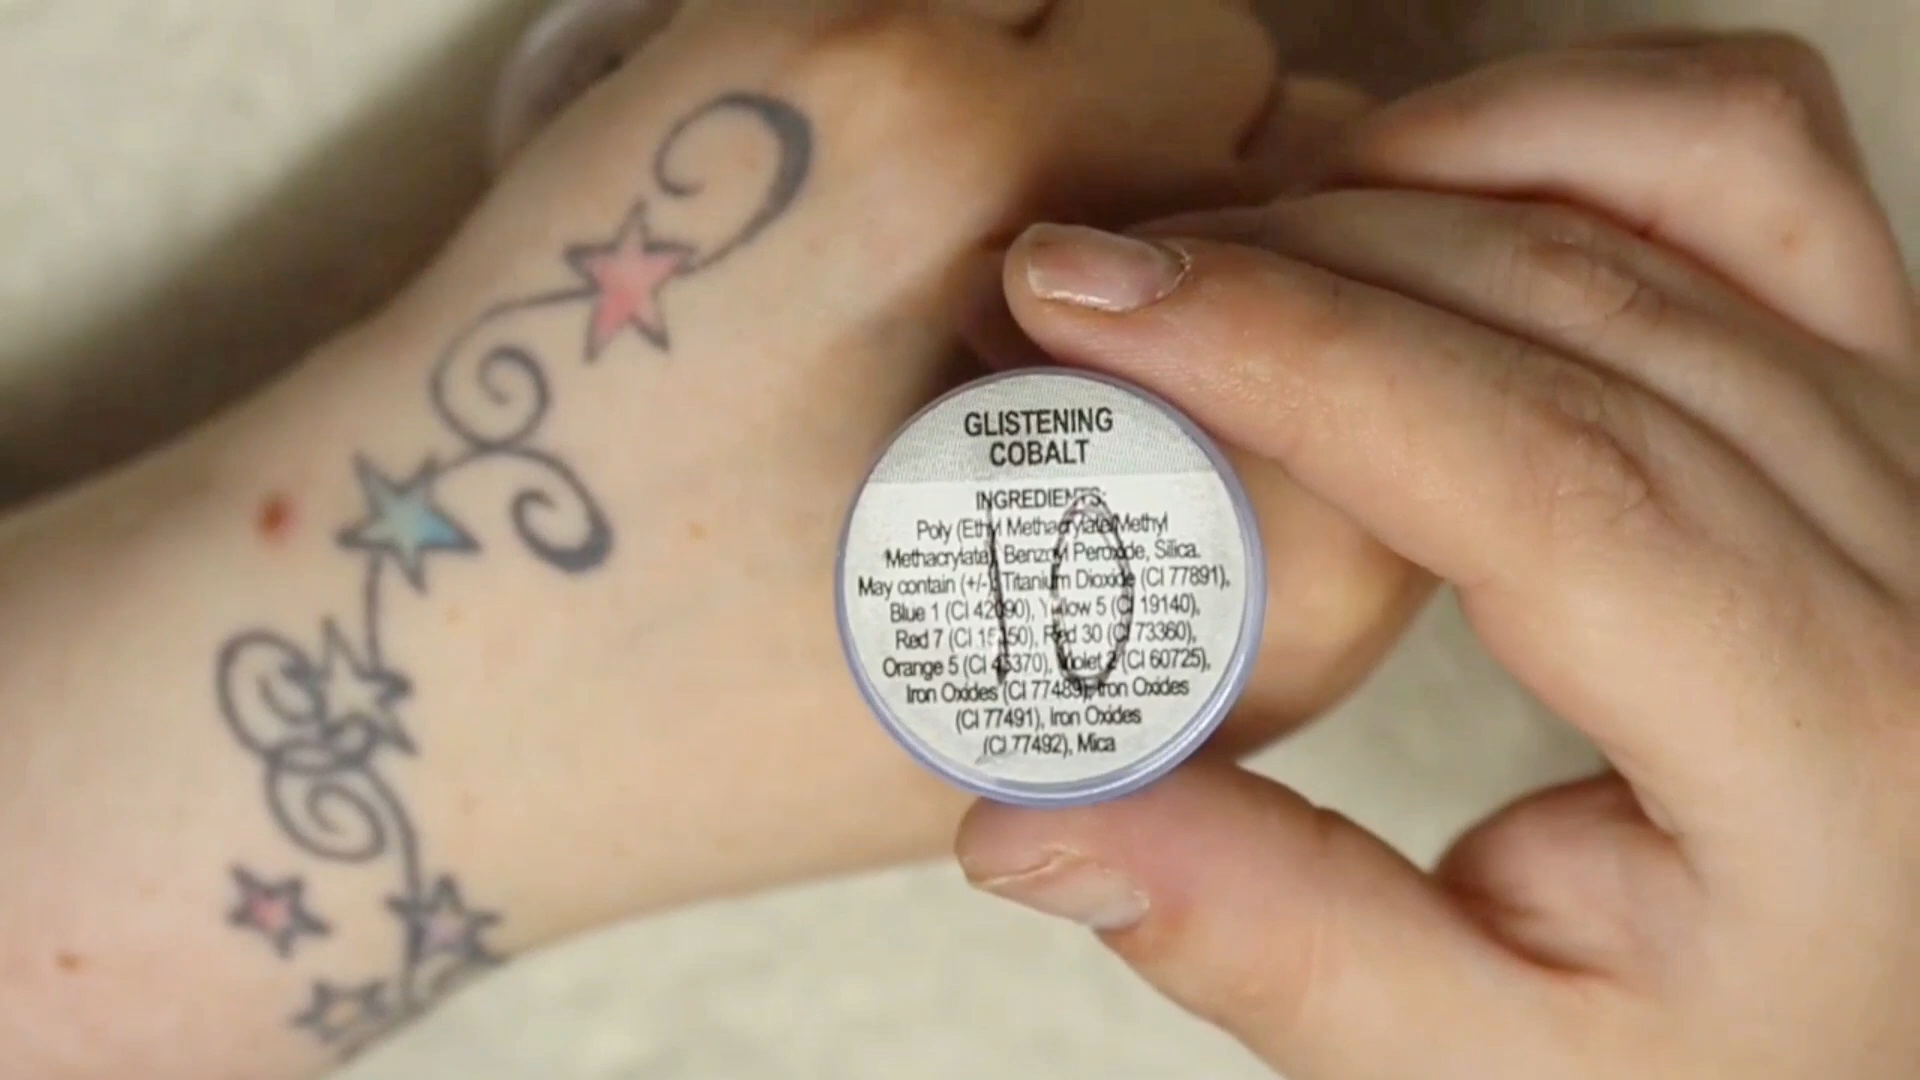 GLISTENING
COBALT
INGREDIENTS:
Poly (Ethyl Methacrylate/Methyl
Methacrylate), Benzoyl Peroxide, Silica.
May contain (+/-): Titanium Dioxide (CI 77891),
Blue 1 (CI 42090), Yellow 5 (CI 19140),
Red 7 (CI 15850), Red 30 (CI 73360),
Orange 5 (CI 45370), Violet 2 (CI 60725),
Iron Oxides (CI 77489), Iron Oxides
(CI 77491), Iron Oxides
(CI 77492), Mica
10